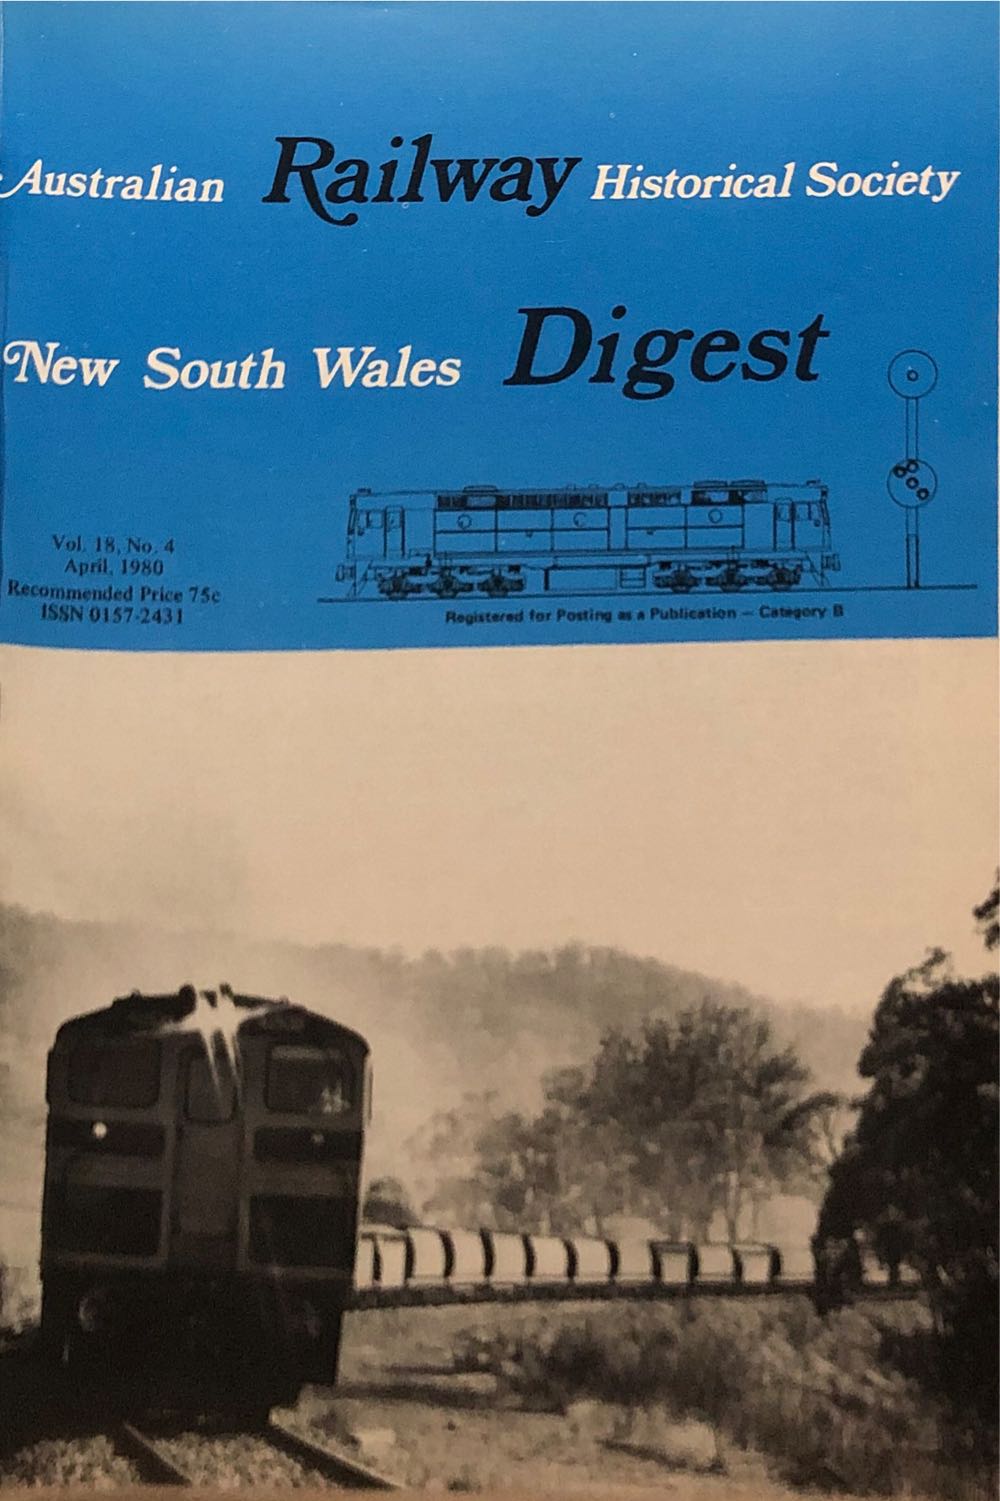 Australian Railway Historical Society
New South Wales Digest
Vol. 18, No. 4
April, 1980
Recommended Price 75c
ISSN 0157-2431
Registered for Posting as a Publication — Category B